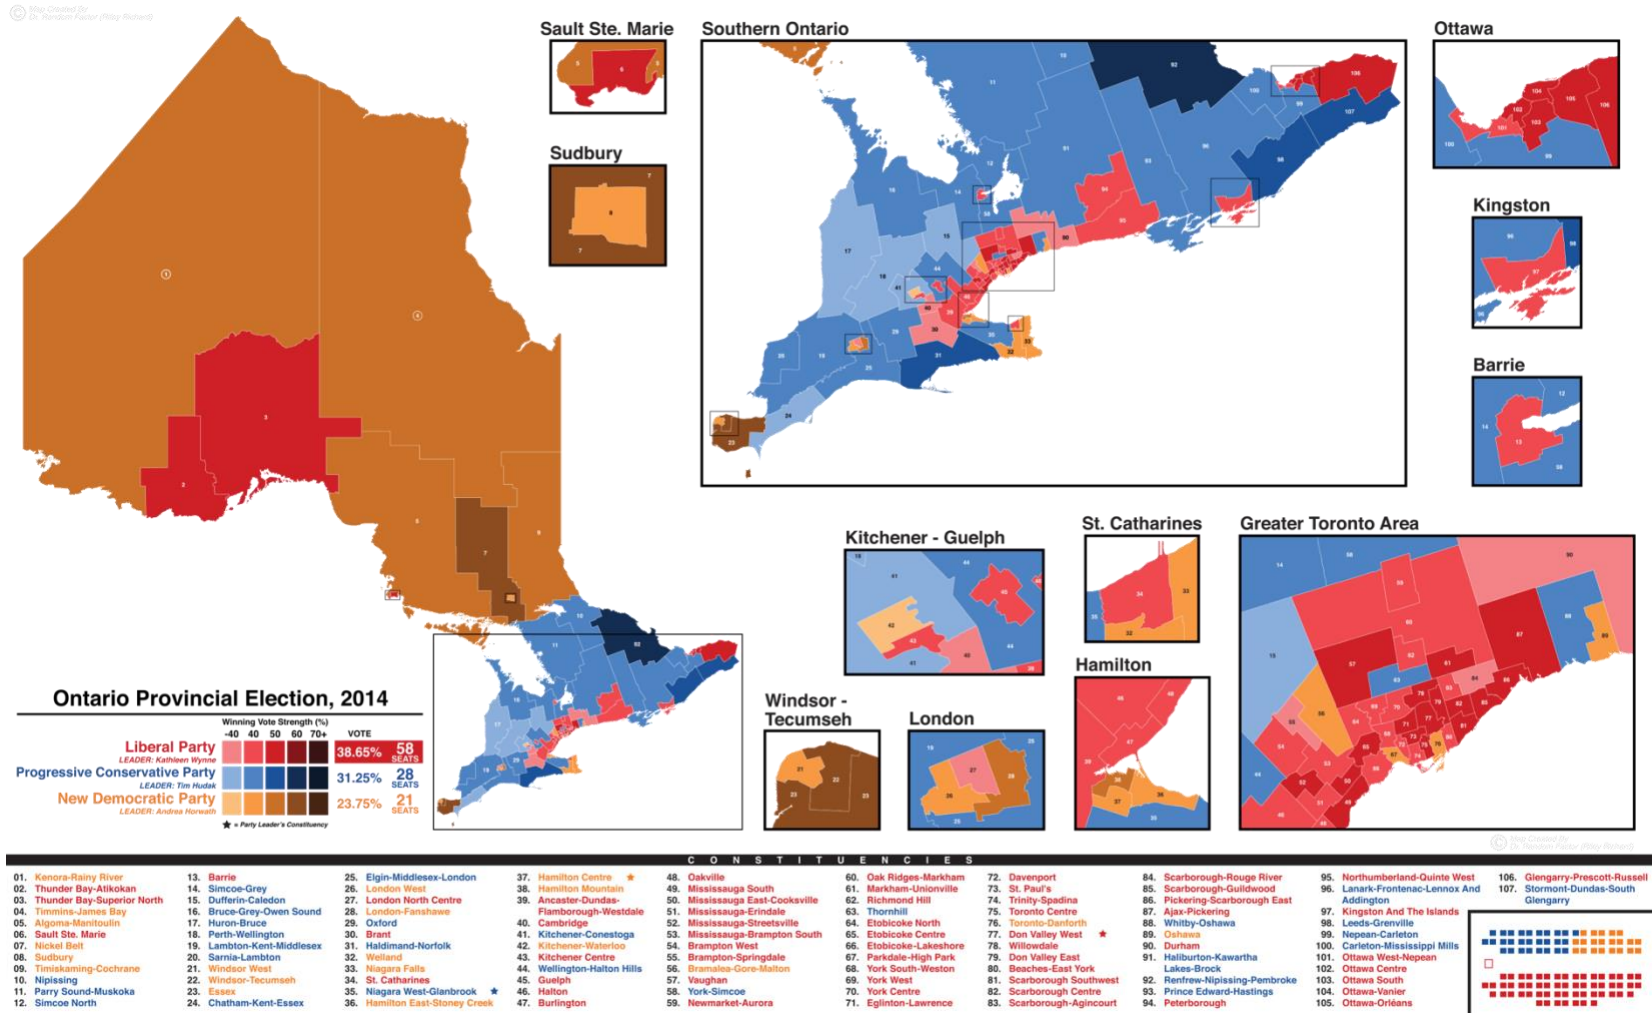 Map Created By
Dr. Random Factor (Riley Richard)
Sault Ste. Marie
Southern Ontario
Ottawa
Sudbury
Kingston
Barrie
Kitchener - Guelph
St. Catharines
Greater Toronto Area
Hamilton
Windsor -
Tecumseh
London
Ontario Provincial Election, 2014
Winning Vote Strength (%)
-40 40 50 60 70+ VOTE
Liberal Party 38.65% 58
LEADER: Kathleen Wynne SEATS
Progressive Conservative Party 31.25% 28
LEADER: Tim Hudak SEATS
New Democratic Party 23.75% 21
LEADER: Andrea Horwath SEATS
★ = Party Leader's Constituency
Map Created By
Dr. Random Factor (Riley Richard)
CONSTITUENCIES
01. Kenora-Rainy River
02. Thunder Bay-Atikokan
03. Thunder Bay-Superior North
04. Timmins-James Bay
05. Algoma-Manitoulin
06. Sault Ste. Marie
07. Nickel Belt
08. Sudbury
09. Timiskaming-Cochrane
10. Nipissing
11. Parry Sound-Muskoka
12. Simcoe North
13. Barrie
14. Simcoe-Grey
15. Dufferin-Caledon
16. Bruce-Grey-Owen Sound
17. Huron-Bruce
18. Perth-Wellington
19. Lambton-Kent-Middlesex
20. Sarnia-Lambton
21. Windsor West
22. Windsor-Tecumseh
23. Essex
24. Chatham-Kent-Essex
25. Elgin-Middlesex-London
26. London West
27. London North Centre
28. London-Fanshawe
29. Oxford
30. Brant
31. Haldimand-Norfolk
32. Welland
33. Niagara Falls
34. St. Catharines
35. Niagara West-Glanbrook ★
36. Hamilton East-Stoney Creek
37. Hamilton Centre ★
38. Hamilton Mountain
39. Ancaster-Dundas-
Flamborough-Westdale
40. Cambridge
41. Kitchener-Conestoga
42. Kitchener-Waterloo
43. Kitchener Centre
44. Wellington-Halton Hills
45. Guelph
46. Halton
47. Burlington
48. Oakville
49. Mississauga South
50. Mississauga East-Cooksville
51. Mississauga-Erindale
52. Mississauga-Streetsville
53. Mississauga-Brampton South
54. Brampton West
55. Brampton-Springdale
56. Bramalea-Gore-Malton
57. Vaughan
58. York-Simcoe
59. Newmarket-Aurora
60. Oak Ridges-Markham
61. Markham-Unionville
62. Richmond Hill
63. Thornhill
64. Etobicoke North
65. Etobicoke Centre
66. Etobicoke-Lakeshore
67. Parkdale-High Park
68. York South-Weston
69. York West
70. York Centre
71. Eglinton-Lawrence
72. Davenport
73. St. Paul's
74. Trinity-Spadina
75. Toronto Centre
76. Toronto-Danforth
77. Don Valley West ★
78. Willowdale
79. Don Valley East
80. Beaches-East York
81. Scarborough Southwest
82. Scarborough Centre
83. Scarborough-Agincourt
84. Scarborough-Rouge River
85. Scarborough-Guildwood
86. Pickering-Scarborough East
87. Ajax-Pickering
88. Whitby-Oshawa
89. Oshawa
90. Durham
91. Haliburton-Kawartha
Lakes-Brock
92. Renfrew-Nipissing-Pembroke
93. Prince Edward-Hastings
94. Peterborough
95. Northumberland-Quinte West
96. Lanark-Frontenac-Lennox And
Addington
97. Kingston And The Islands
98. Leeds-Grenville
99. Nepean-Carleton
100. Carleton-Mississippi Mills
101. Ottawa West-Nepean
102. Ottawa Centre
103. Ottawa South
104. Ottawa-Vanier
105. Ottawa-Orléans
106. Glengarry-Prescott-Russell
107. Stormont-Dundas-South
Glengarry